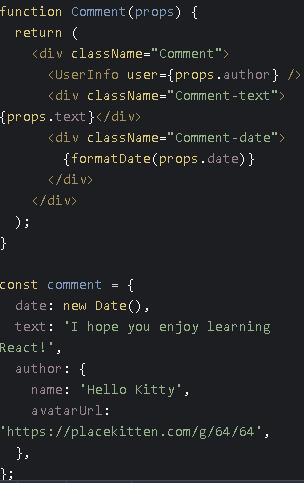 function Comment(props) {
  return (
    <div className="Comment">
      <UserInfo user={props.author} />
      <div className="Comment-text">
{props.text}</div>
      <div className="Comment-date">
        {formatDate(props.date)}
      </div>
    </div>
  );
}

const comment = {
  date: new Date(),
  text: 'I hope you enjoy learning
React!',
  author: {
    name: 'Hello Kitty',
    avatarUrl:
'https://placekitten.com/g/64/64',
  },
};